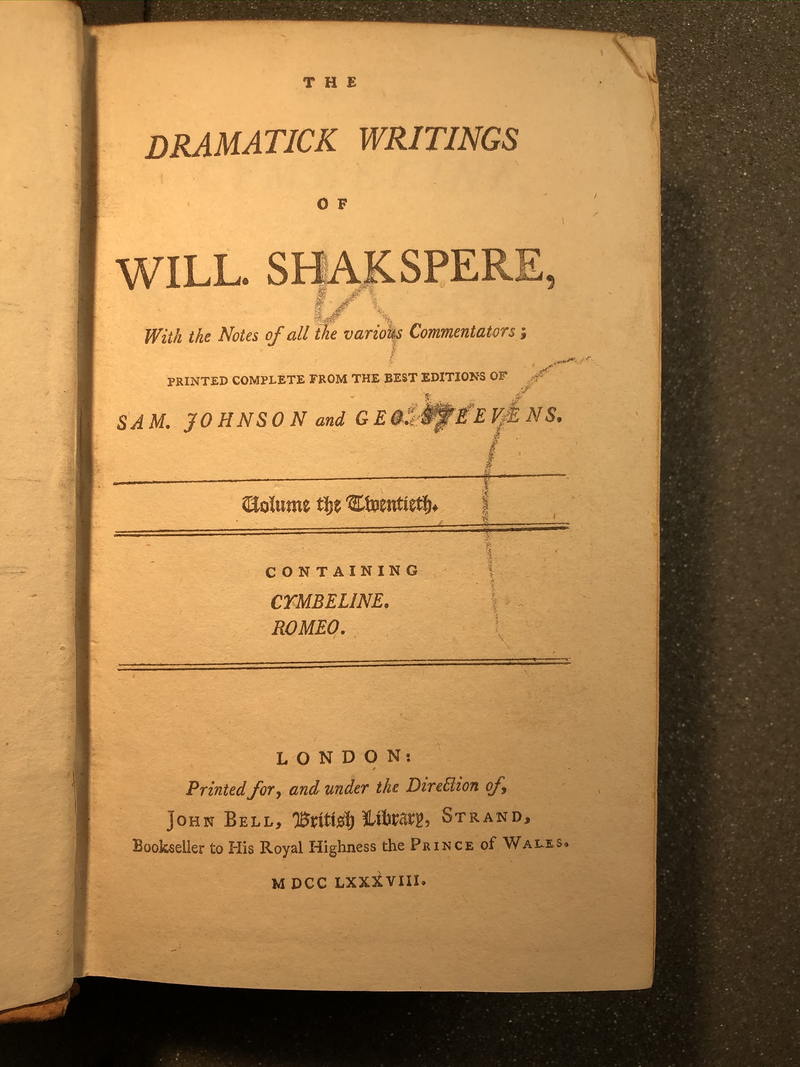 THE
DRAMATICK WRITINGS
OF
WILL. SHAKSPERE,
With the Notes of all the various Commentators;
PRINTED COMPLETE FROM THE BEST EDITIONS OF
SAM. JOHNSON and GEO. STEEVENS.
Volume the Twentieth.
CONTAINING
CYMBELINE.
ROMEO.
LONDON:
Printed for, and under the Direction of,
JOHN BELL, British Library, STRAND,
Bookseller to His Royal Highness the PRINCE of WALES.
M DCC LXXXVIII.